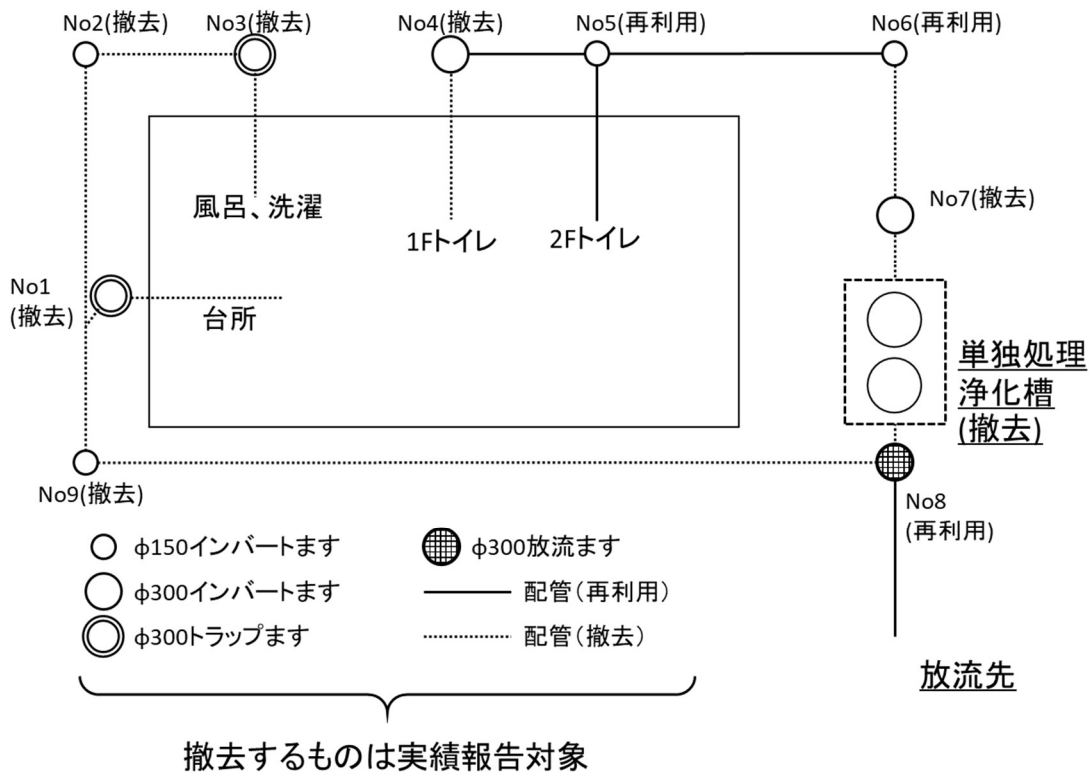 No2(撤去)
No3(撤去)
No4(撤去)
No5(再利用)
No6(再利用)
風呂、洗濯
1Fトイレ
2Fトイレ
No7(撤去)
No1
(撤去)
台所
単独処理
浄化槽
(撤去)
No9(撤去)
No8
(再利用)
φ150インバートます
φ300放流ます
φ300インバートます
配管(再利用)
φ300トラップます
配管(撤去)
放流先
撤去するものは実績報告対象